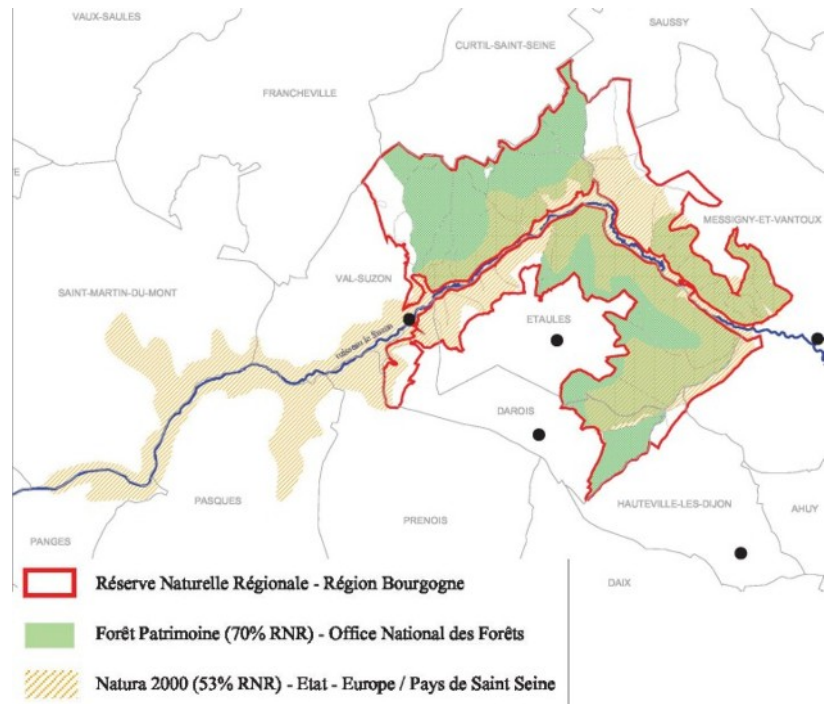 VAUX-SAULES
SAUSSY
CURTIL-SAINT-SEINE
FRANCHEVILLE
MESSIGNY-ET-VANTOUX
VAL-SUZON
SAINT-MARTIN-DU-MONT
ETAULES
DAROIS
PASQUES
HAUTEVILLE-LES-DIJON
AHUY
PRENOIS
PANGES
DAIX
Réserve Naturelle Régionale - Région Bourgogne
Forêt Patrimoine (70% RNR) - Office National des Forêts
Natura 2000 (53% RNR) - Etat - Europe / Pays de Saint Seine